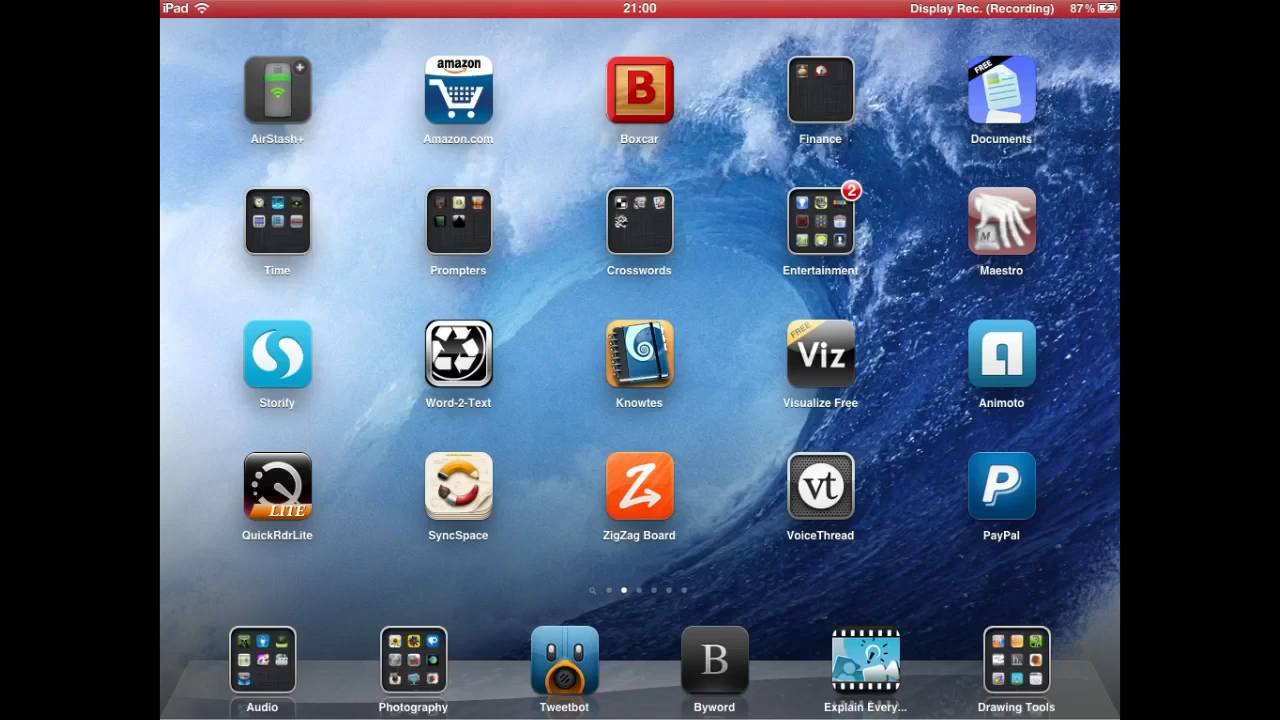 iPad 21:00 Display Rec. (Recording) 87%
amazon
B
FREE
AirStash+ Amazon.com Boxcar Finance Documents
2
M
Time Prompters Crosswords Entertainment Maestro
FREE
Viz
Storify Word-2-Text Knowtes Visualize Free Animoto
LITE
vt
P
QuickRdrLite SyncSpace ZigZag Board VoiceThread PayPal
B
Audio Photography Tweetbot Byword Explain Every... Drawing Tools